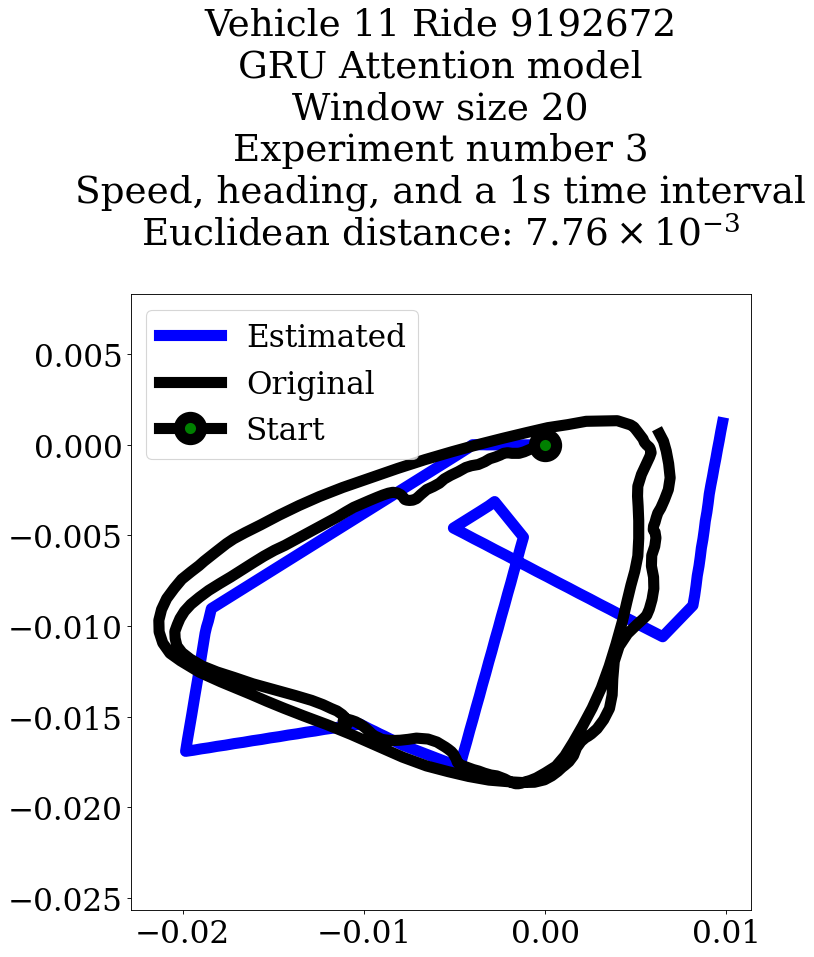 Vehicle 11 Ride 9192672
GRU Attention model
Window size 20
Experiment number 3
Speed, heading, and a 1s time interval
Euclidean distance: 7.76 × 10⁻³
Estimated
Original
Start
0.005
0.000
−0.005
−0.010
−0.015
−0.020
−0.025
−0.02 −0.01 0.00 0.01